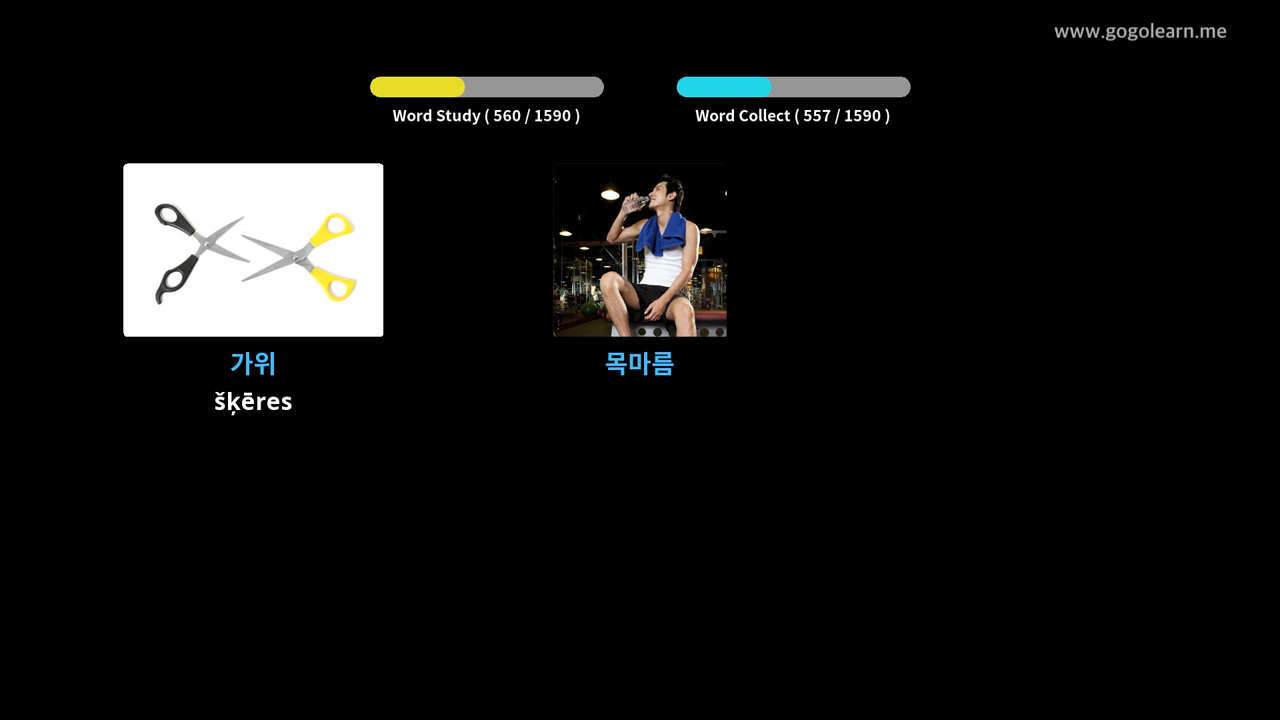 www.gogolearn.me
Word Study ( 560 / 1590 )
Word Collect ( 557 / 1590 )
가위
šķēres
목마름